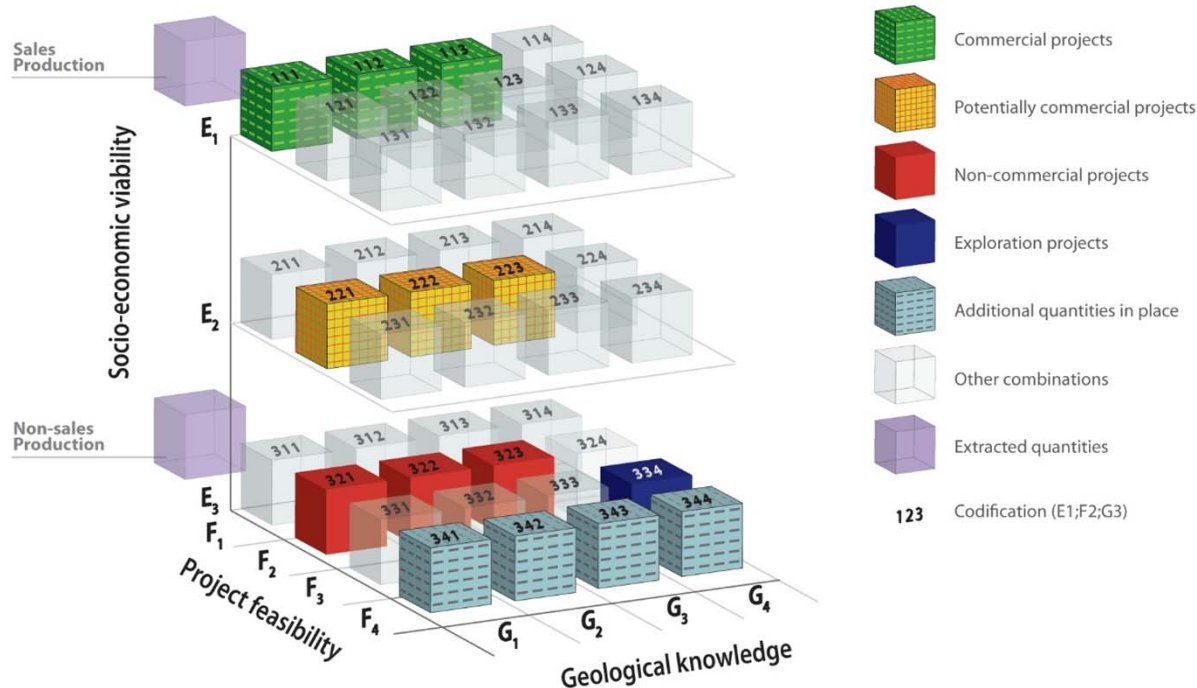 Sales
Production
Socio-economic viability
Non-sales
Production
E1
E2
E3
111
112
113
114
121
122
123
124
131
132
133
134
211
212
213
214
221
222
223
224
231
232
233
234
311
312
313
314
321
322
323
324
331
332
333
334
341
342
343
344
F1
F2
F3
F4
Project feasibility
G1
G2
G3
G4
Geological knowledge
Commercial projects
Potentially commercial projects
Non-commercial projects
Exploration projects
Additional quantities in place
Other combinations
Extracted quantities
123 Codification (E1;F2;G3)